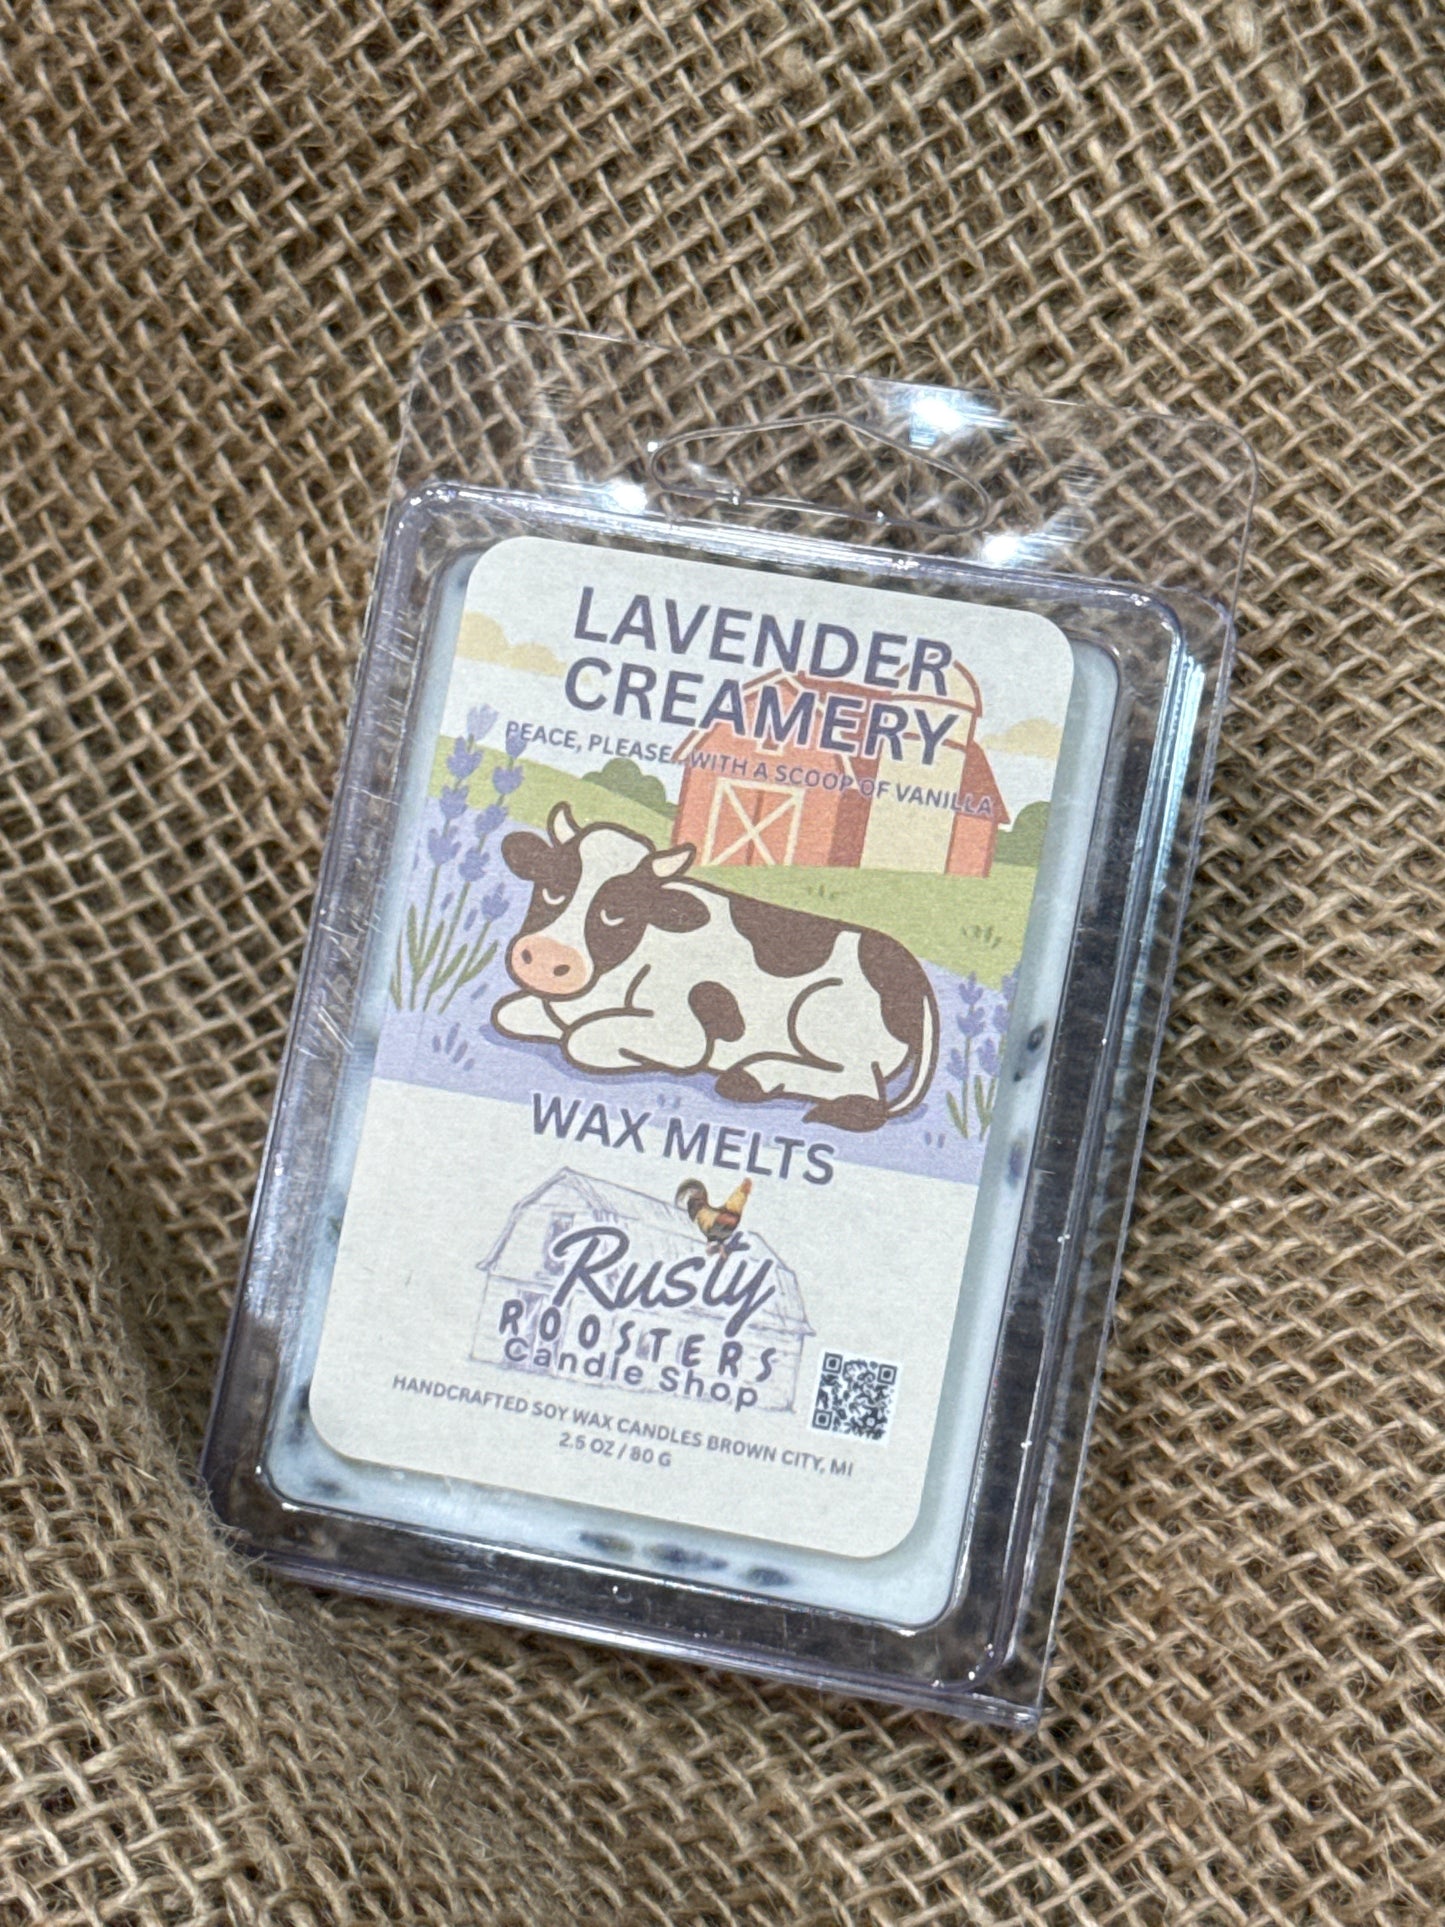 LAVENDER
CREAMERY
PEACE, PLEASE, WITH A SCOOP OF VANILLA
WAX MELTS
Rusty
ROOSTERS
Candle Shop
HANDCRAFTED SOY WAX CANDLES BROWN CITY, MI
2.5 OZ / 80 G